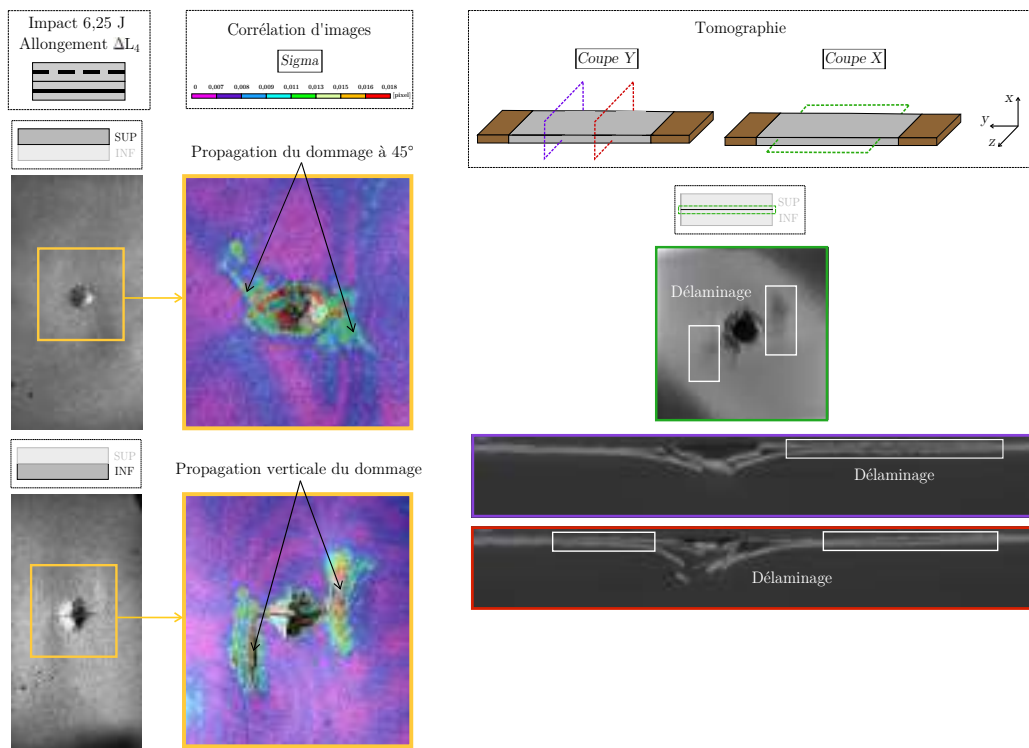 Impact 6,25 J
Allongement ΔL₄
Corrélation d'images
Sigma
0 0,007 0,008 0,009 0,011 0,013 0,014 0,016 0,018
[pixel]
Tomographie
Coupe Y
Coupe X
X
Y
Z
SUP
INF
Propagation du dommage à 45°
SUP
INF
Délaminage
SUP
INF
Propagation verticale du dommage
Délaminage
Délaminage